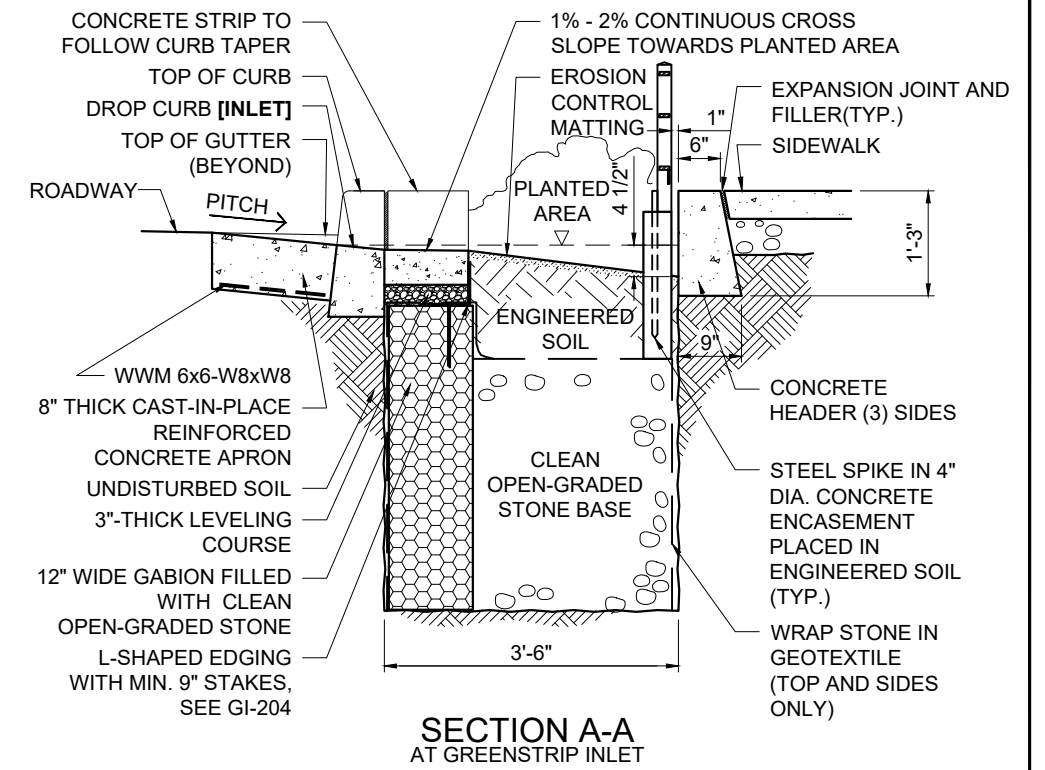 CONCRETE STRIP TO
FOLLOW CURB TAPER
TOP OF CURB
DROP CURB [INLET]
TOP OF GUTTER
(BEYOND)
ROADWAY
PITCH
1% - 2% CONTINUOUS CROSS
SLOPE TOWARDS PLANTED AREA
EROSION
CONTROL
MATTING
PLANTED
AREA
4 1/2"
1"
6"
EXPANSION JOINT AND
FILLER(TYP.)
SIDEWALK
1'-3"
9"
ENGINEERED
SOIL
CLEAN
OPEN-GRADED
STONE BASE
WWM 6x6-W8xW8
8" THICK CAST-IN-PLACE
REINFORCED
CONCRETE APRON
UNDISTURBED SOIL
3"-THICK LEVELING
COURSE
12" WIDE GABION FILLED
WITH CLEAN
OPEN-GRADED STONE
L-SHAPED EDGING
WITH MIN. 9" STAKES,
SEE GI-204
CONCRETE
HEADER (3) SIDES
STEEL SPIKE IN 4"
DIA. CONCRETE
ENCASEMENT
PLACED IN
ENGINEERED SOIL
(TYP.)
WRAP STONE IN
GEOTEXTILE
(TOP AND SIDES
ONLY)
3'-6"
SECTION A-A
AT GREENSTRIP INLET